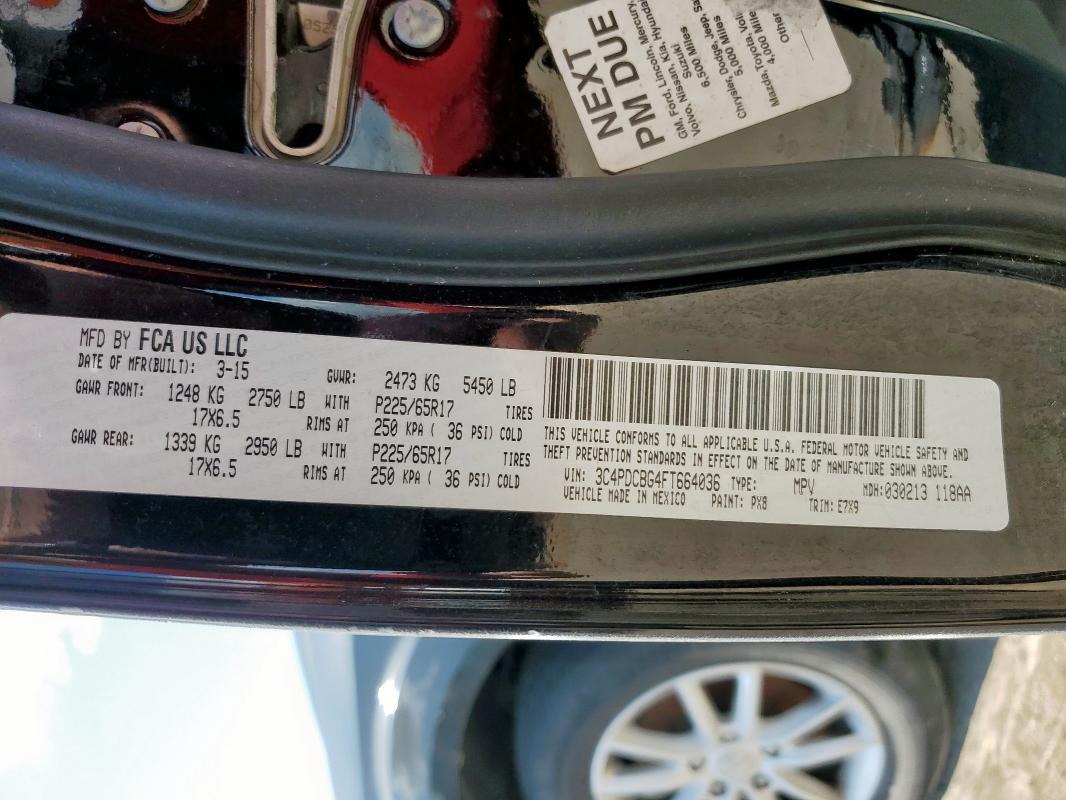 NEXT
PM DUE
GM, Ford, Lincoln, Mercury,
Volvo, Nissan, Kia, Hyundai
Suzuki
6,500 Miles
Chrysler, Dodge, Jeep,
5,000 Miles
Mazda, Toyota,
4,000 Mile
Other
MFD BY FCA US LLC
DATE OF MFR(BUILT): 3-15 GVWR: 2473 KG 5450 LB
GAWR FRONT: 1248 KG 2750 LB WITH P225/65R17 TIRES
17X6.5 RIMS AT 250 KPA ( 36 PSI) COLD
GAWR REAR: 1339 KG 2950 LB WITH P225/65R17 TIRES
17X6.5 RIMS AT 250 KPA ( 36 PSI) COLD
THIS VEHICLE CONFORMS TO ALL APPLICABLE U.S.A. FEDERAL MOTOR VEHICLE SAFETY AND
THEFT PREVENTION STANDARDS IN EFFECT ON THE DATE OF MANUFACTURE SHOWN ABOVE.
VIN: 3C4PDCBG4FT664036 TYPE: MPV MDH:030213 118AA
VEHICLE MADE IN MEXICO PAINT: PX8 TRIM: E7X9